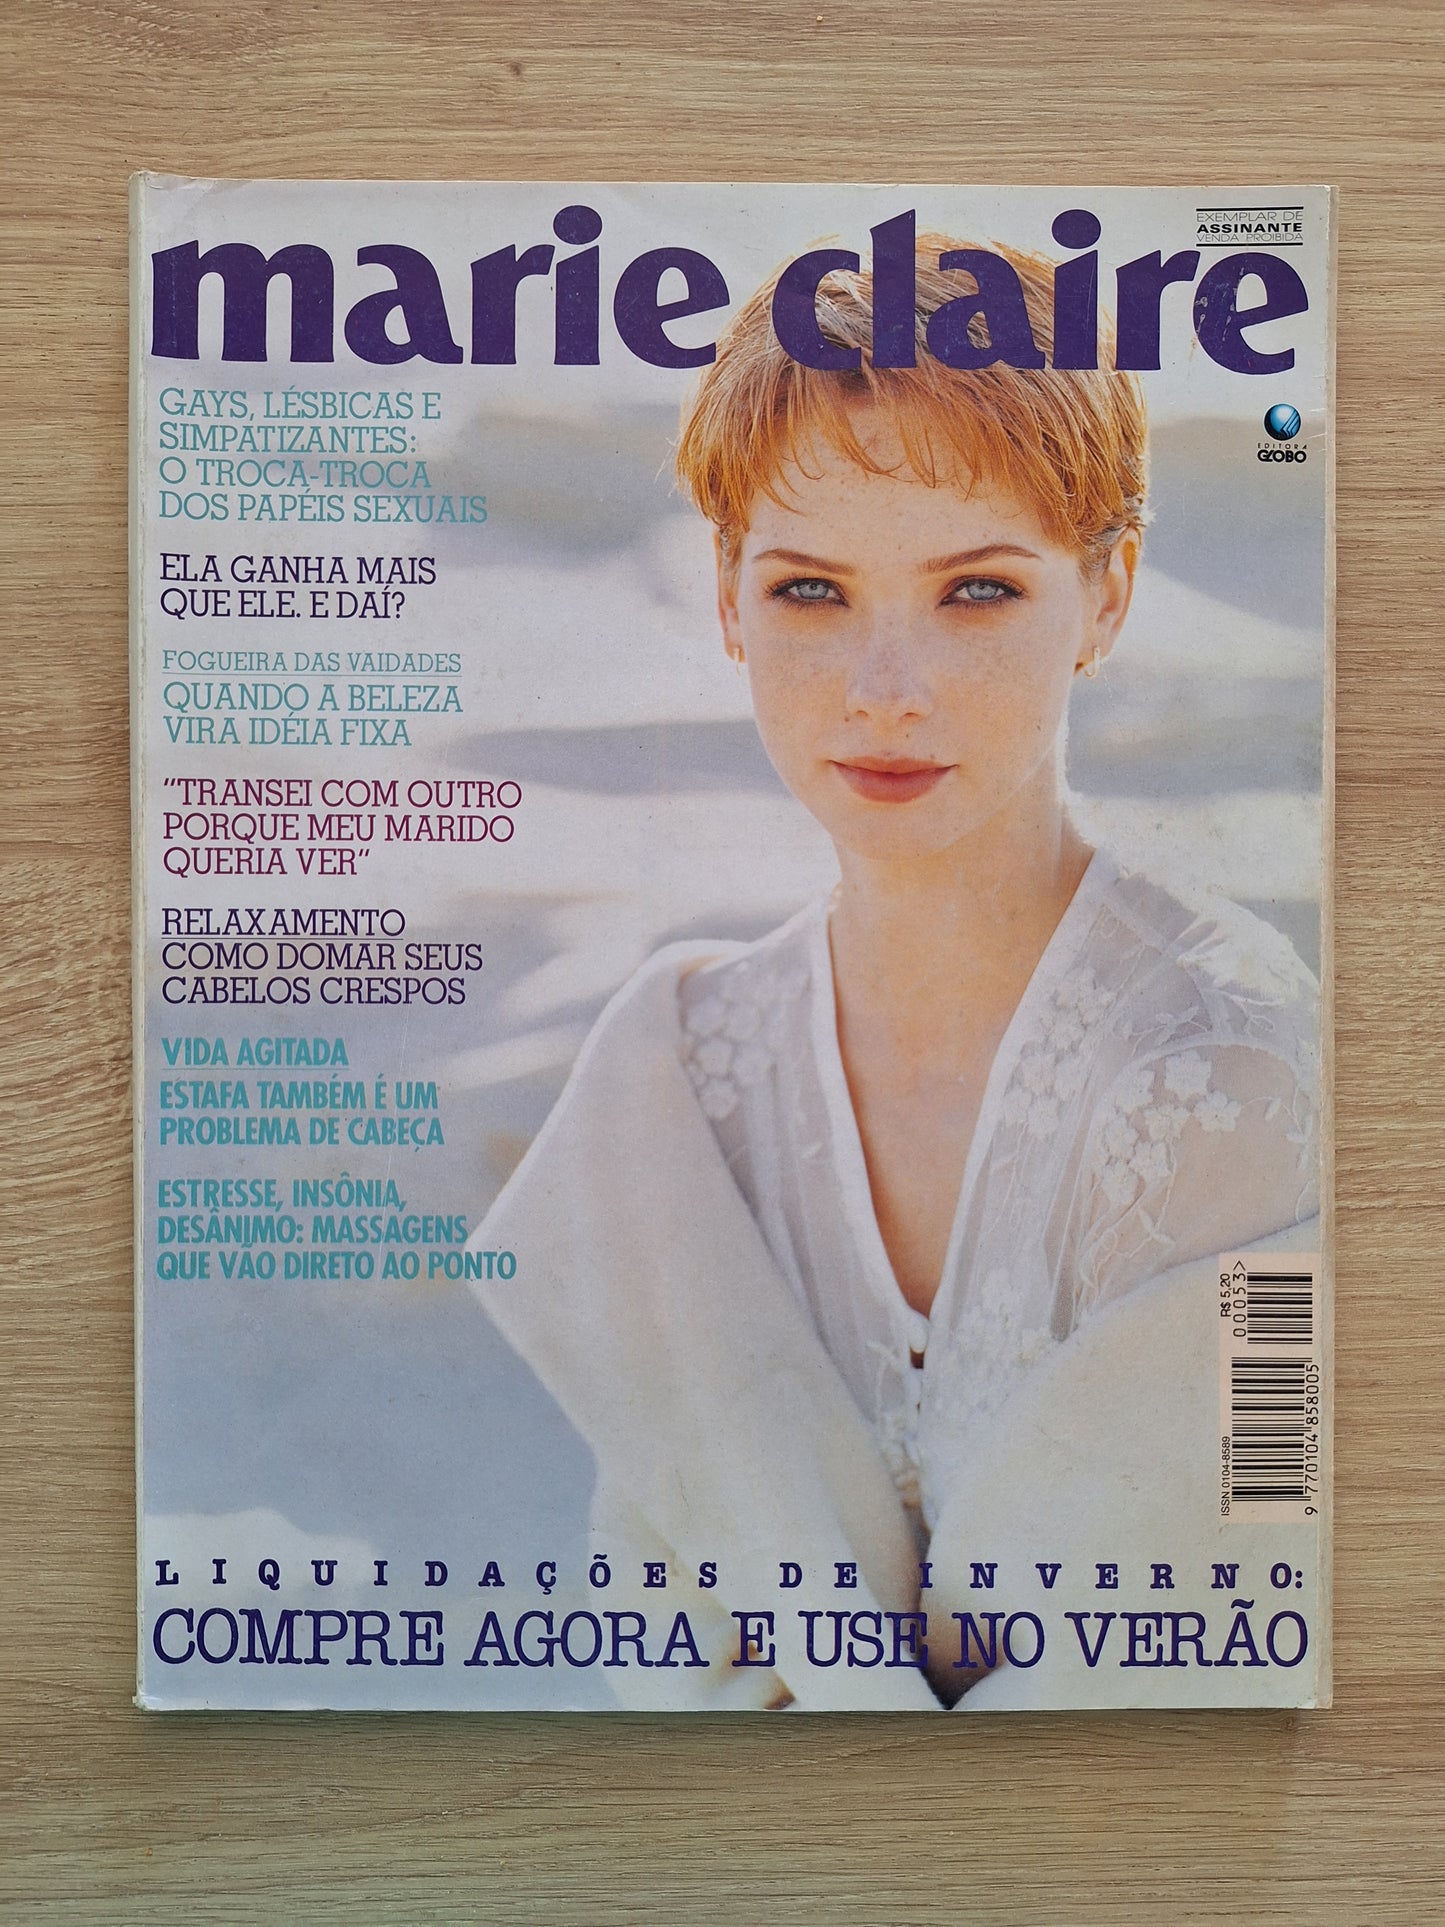 marie claire
EXEMPLAR DE
ASSINANTE
VENDA PROIBIDA
EDITORA
GLOBO
GAYS, LÉSBICAS E
SIMPATIZANTES:
O TROCA-TROCA
DOS PAPÉIS SEXUAIS
ELA GANHA MAIS
QUE ELE. E DAÍ?
FOGUEIRA DAS VAIDADES
QUANDO A BELEZA
VIRA IDÉIA FIXA
“TRANSEI COM OUTRO
PORQUE MEU MARIDO
QUERIA VER”
RELAXAMENTO
COMO DOMAR SEUS
CABELOS CRESPOS
VIDA AGITADA
ESTAFA TAMBÉM É UM
PROBLEMA DE CABEÇA
ESTRESSE, INSÔNIA,
DESÂNIMO: MASSAGENS
QUE VÃO DIRETO AO PONTO
R$ 5,20
00053>
ISSN 0104-8589
9 770104 858005
LIQUIDAÇÕES DE INVERNO:
COMPRE AGORA E USE NO VERÃO